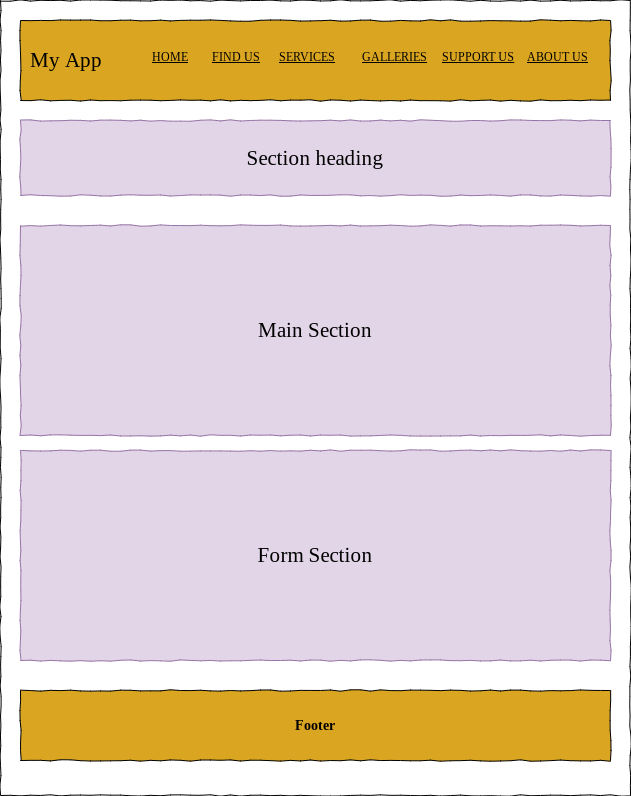 My App HOME FIND US SERVICES GALLERIES SUPPORT US ABOUT US
Section heading
Main Section
Form Section
Footer